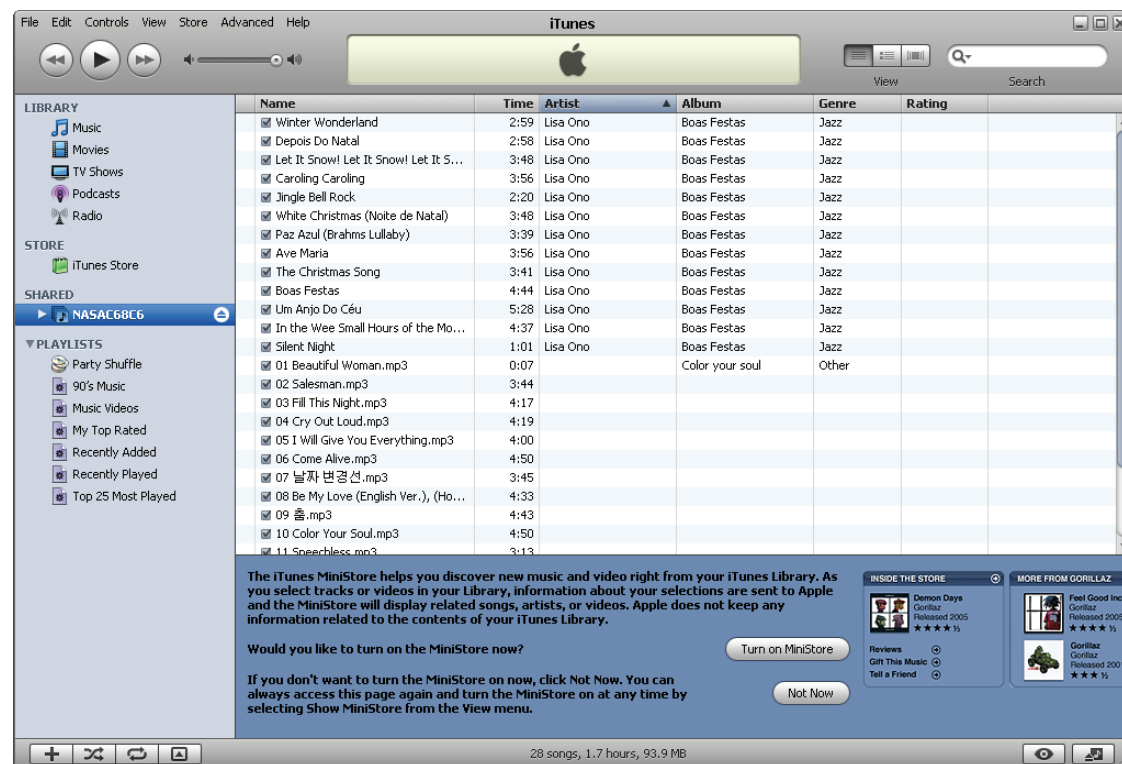 File Edit Controls View Store Advanced Help
iTunes
View
Search
LIBRARY
Music
Movies
TV Shows
Podcasts
Radio
STORE
iTunes Store
SHARED
NASAC68C6
PLAYLISTS
Party Shuffle
90's Music
Music Videos
My Top Rated
Recently Added
Recently Played
Top 25 Most Played
Name Time Artist Album Genre Rating
Winter Wonderland 2:59 Lisa Ono Boas Festas Jazz
Depois Do Natal 2:58 Lisa Ono Boas Festas Jazz
Let It Snow! Let It Snow! Let It S... 3:48 Lisa Ono Boas Festas Jazz
Caroling Caroling 3:56 Lisa Ono Boas Festas Jazz
Jingle Bell Rock 2:20 Lisa Ono Boas Festas Jazz
White Christmas (Noite de Natal) 3:48 Lisa Ono Boas Festas Jazz
Paz Azul (Brahms Lullaby) 3:39 Lisa Ono Boas Festas Jazz
Ave Maria 3:56 Lisa Ono Boas Festas Jazz
The Christmas Song 3:41 Lisa Ono Boas Festas Jazz
Boas Festas 4:44 Lisa Ono Boas Festas Jazz
Um Anjo Do Céu 5:28 Lisa Ono Boas Festas Jazz
In the Wee Small Hours of the Mo... 4:37 Lisa Ono Boas Festas Jazz
Silent Night 1:01 Lisa Ono Boas Festas Jazz
01 Beautiful Woman.mp3 0:07 Color your soul Other
02 Salesman.mp3 3:44
03 Fill This Night.mp3 4:17
04 Cry Out Loud.mp3 4:19
05 I Will Give You Everything.mp3 4:00
06 Come Alive.mp3 4:50
07 날짜 변경선.mp3 3:45
08 Be My Love (English Ver.), (Ho... 4:33
09 춤.mp3 4:43
10 Color Your Soul.mp3 4:50
11 Speechless.mp3 3:13
The iTunes MiniStore helps you discover new music and video right from your iTunes Library. As
you select tracks or videos in your Library, information about your selections are sent to Apple
and the MiniStore will display related songs, artists, or videos. Apple does not keep any
information related to the contents of your iTunes Library.
Would you like to turn on the MiniStore now?
Turn on MiniStore
If you don't want to turn the MiniStore on now, click Not Now. You can
always access this page again and turn the MiniStore on at any time by
selecting Show MiniStore from the View menu.
Not Now
INSIDE THE STORE
Demon Days
Gorillaz
Released 2005
Reviews
Gift This Music
Tell a Friend
MORE FROM GORILLAZ
Feel Good Inc
Gorillaz
Released 2005
Gorillaz
Gorillaz
Released 200
28 songs, 1.7 hours, 93.9 MB